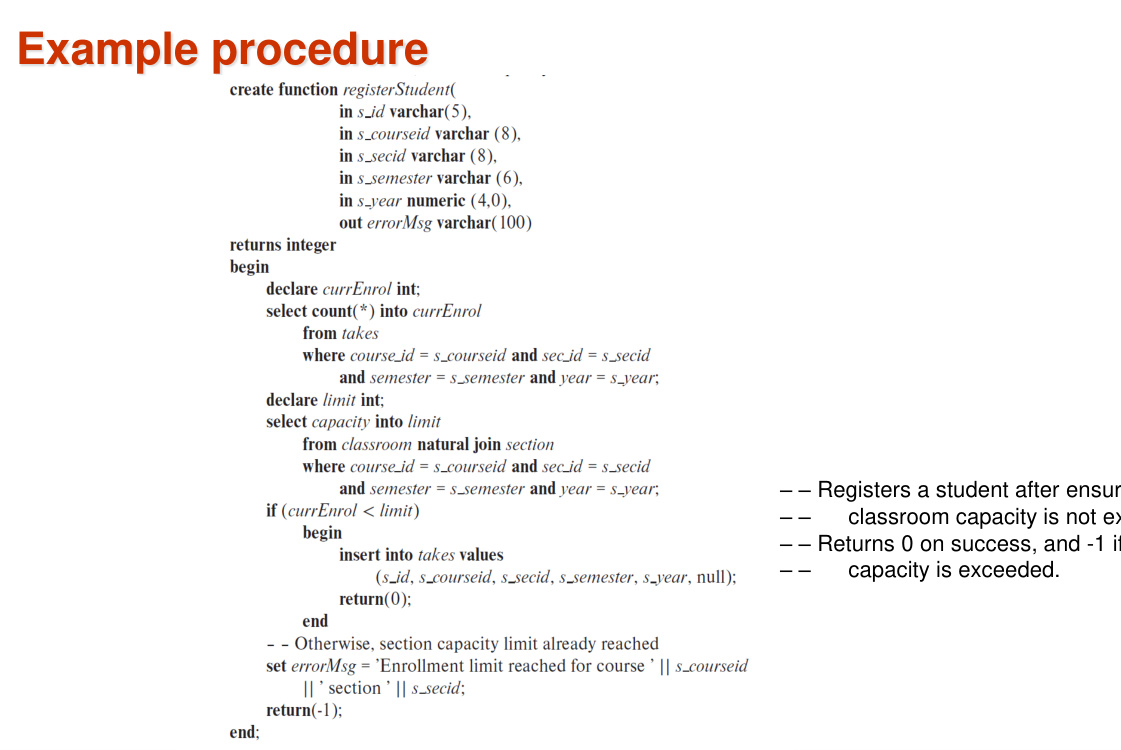 Example procedure
create function registerStudent(
in s_id varchar(5),
in s_courseid varchar (8),
in s_secid varchar (8),
in s_semester varchar (6),
in s_year numeric (4,0),
out errorMsg varchar(100)
returns integer
begin
declare currEnrol int;
select count(*) into currEnrol
from takes
where course_id = s_courseid and sec_id = s_secid
and semester = s_semester and year = s_year;
declare limit int;
select capacity into limit
from classroom natural join section
where course_id = s_courseid and sec_id = s_secid
and semester = s_semester and year = s_year;
if (currEnrol < limit)
begin
insert into takes values
(s_id, s_courseid, s_secid, s_semester, s_year, null);
return(0);
end
– – Otherwise, section capacity limit already reached
set errorMsg = ’Enrollment limit reached for course ’ || s_courseid
|| ’ section ’ || s_secid;
return(-1);
end;
– – Registers a student after
– – classroom capacity is not
– – Returns 0 on success, and -1
– – capacity is exceeded.